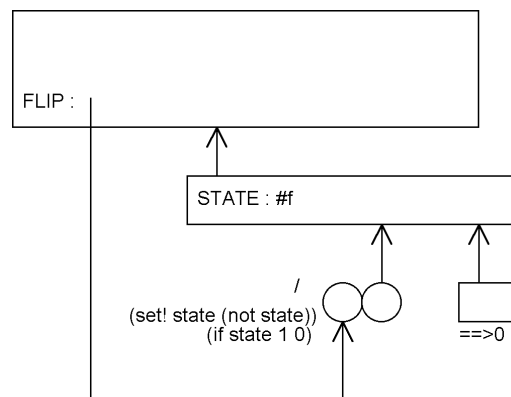 FLIP :
STATE : #f
/
(set! state (not state))
(if state 1 0)
==>0